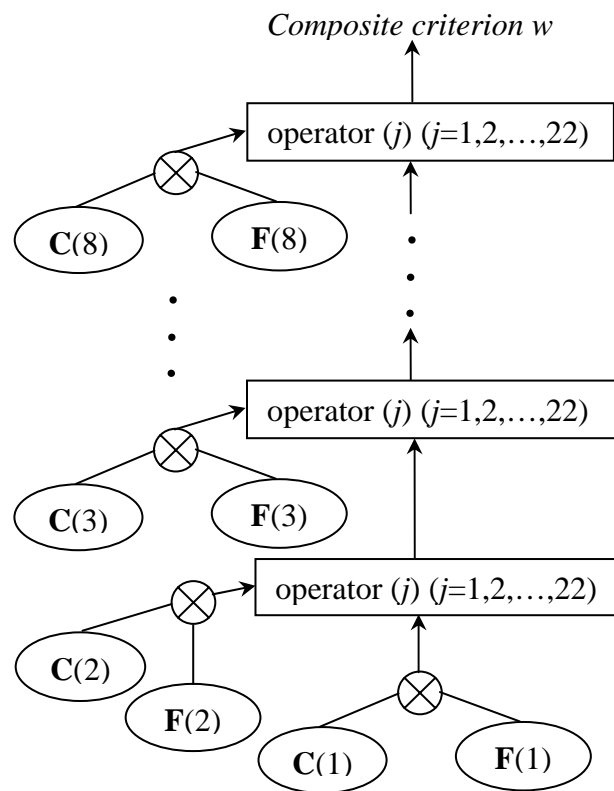 Composite criterion w
operator (j) (j=1,2,…,22)
C(8)
F(8)
operator (j) (j=1,2,…,22)
C(3)
F(3)
operator (j) (j=1,2,…,22)
C(2)
F(2)
C(1)
F(1)